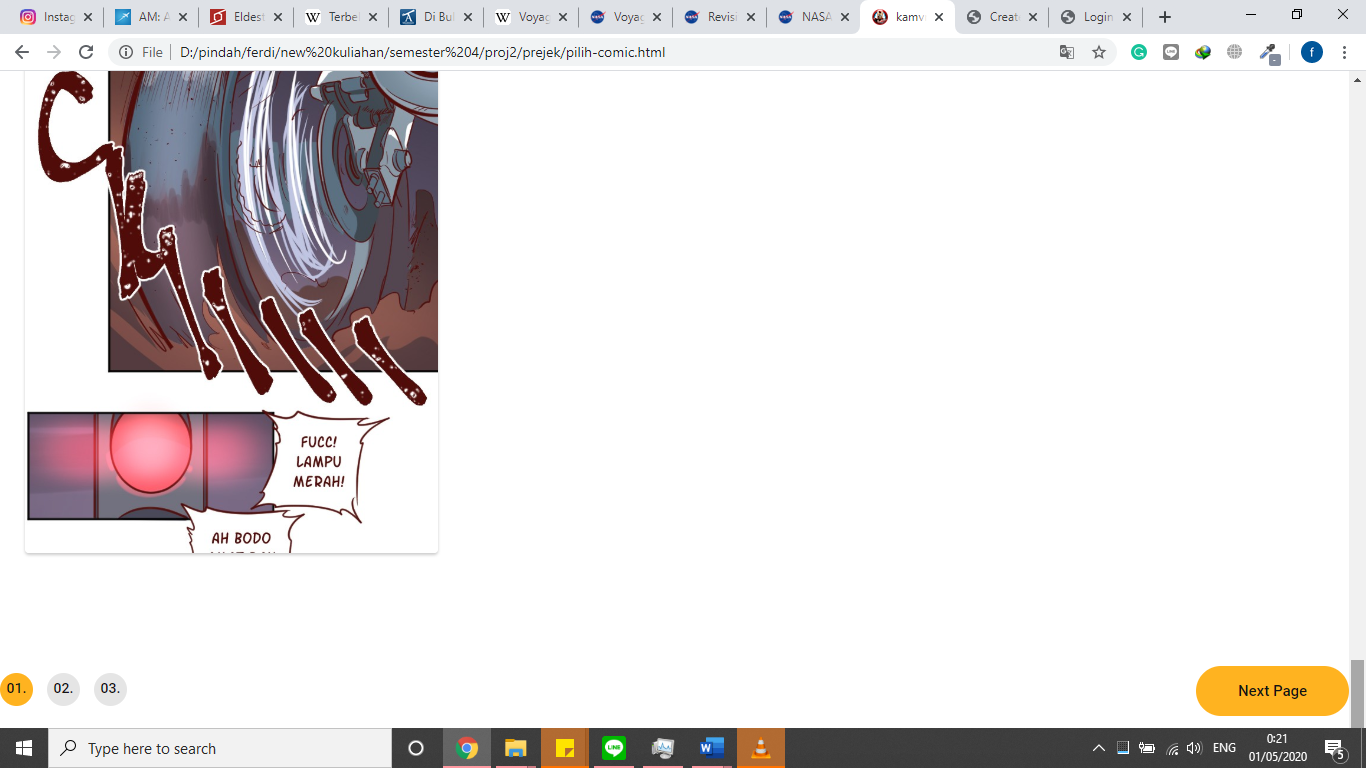 Instag
AM: A
Eldest
Terbe
Di Bul
Voyag
Voyag
Revisi
NASA
kamv
Creat
Login
File
D:/pindah/ferdi/new%20kuliahan/semester%204/proj2/prejek/pilih-comic.html
f
FUCC!
LAMPU
MERAH!
AH BODO
01.
02.
03.
Next Page
Type here to search
ENG
0:21
01/05/2020
5